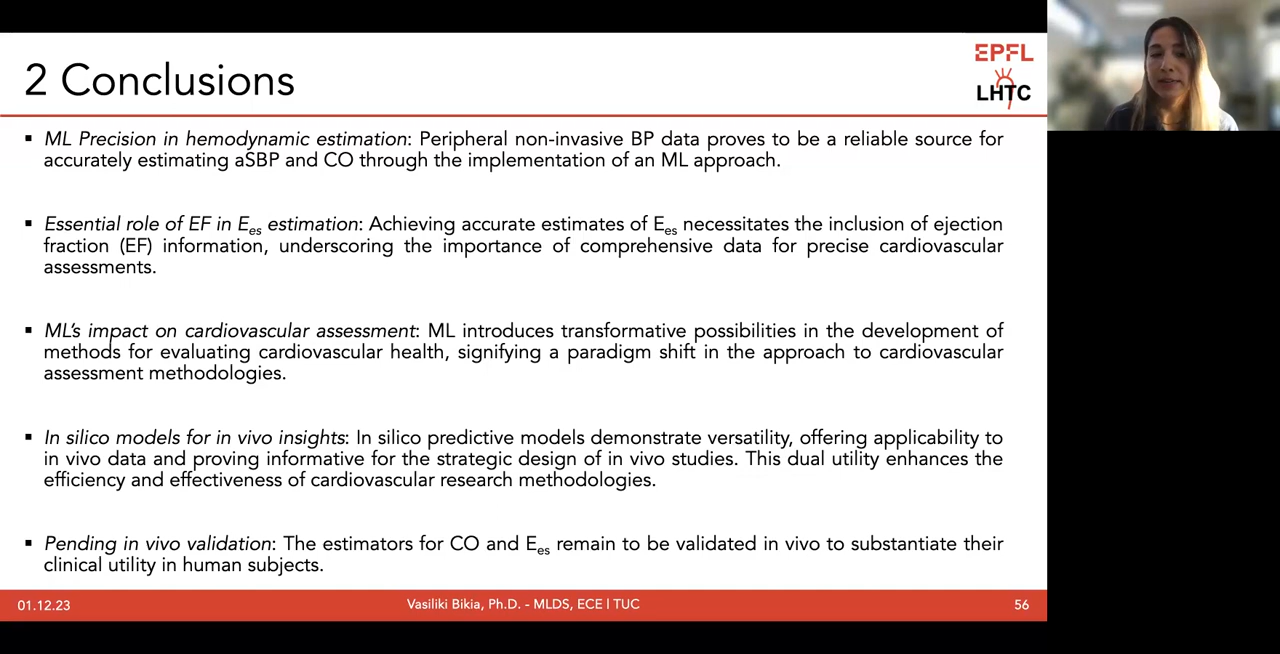 2 Conclusions
EPFL
LHTC
▪ ML Precision in hemodynamic estimation: Peripheral non-invasive BP data proves to be a reliable source for
accurately estimating aSBP and CO through the implementation of an ML approach.
▪ Essential role of EF in Ees estimation: Achieving accurate estimates of Ees necessitates the inclusion of ejection
fraction (EF) information, underscoring the importance of comprehensive data for precise cardiovascular
assessments.
▪ ML's impact on cardiovascular assessment: ML introduces transformative possibilities in the development of
methods for evaluating cardiovascular health, signifying a paradigm shift in the approach to cardiovascular
assessment methodologies.
▪ In silico models for in vivo insights: In silico predictive models demonstrate versatility, offering applicability to
in vivo data and proving informative for the strategic design of in vivo studies. This dual utility enhances the
efficiency and effectiveness of cardiovascular research methodologies.
▪ Pending in vivo validation: The estimators for CO and Ees remain to be validated in vivo to substantiate their
clinical utility in human subjects.
01.12.23
Vasiliki Bikia, Ph.D. - MLDS, ECE | TUC
56